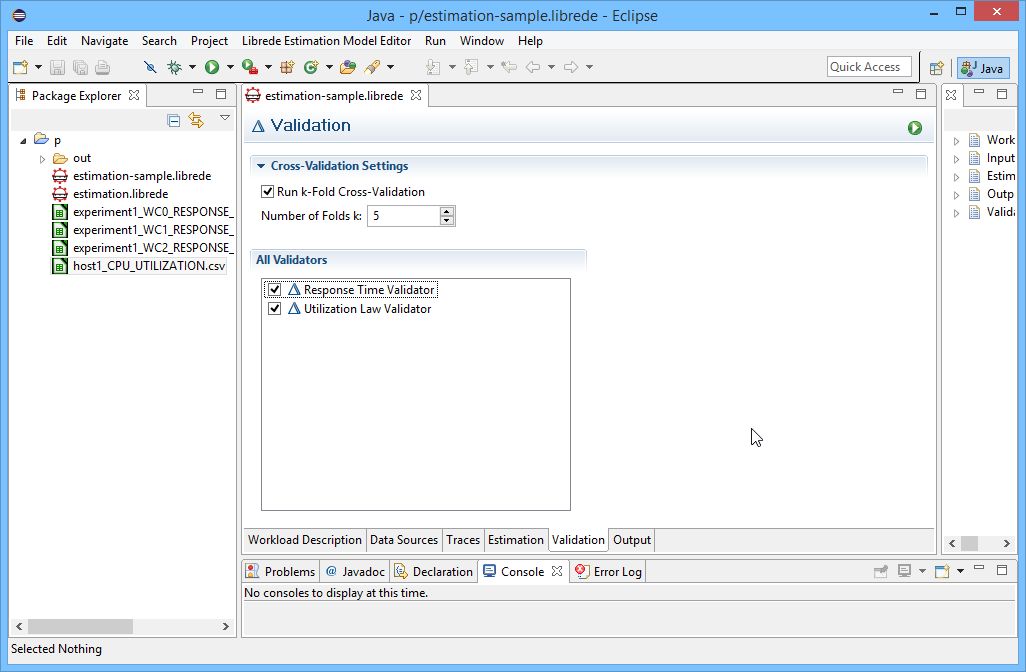 Java - p/estimation-sample.librede - Eclipse
File Edit Navigate Search Project Librede Estimation Model Editor Run Window Help
Quick Access Java
Package Explorer
p
out
estimation-sample.librede
estimation.librede
experiment1_WC0_RESPONSE_
experiment1_WC1_RESPONSE_
experiment1_WC2_RESPONSE_
host1_CPU_UTILIZATION.csv
estimation-sample.librede
Validation
Cross-Validation Settings
Run k-Fold Cross-Validation
Number of Folds k: 5
All Validators
Response Time Validator
Utilization Law Validator
Workload Description Data Sources Traces Estimation Validation Output
Work
Input
Estim
Outp
Valida
Problems @ Javadoc Declaration Console Error Log
No consoles to display at this time.
Selected Nothing